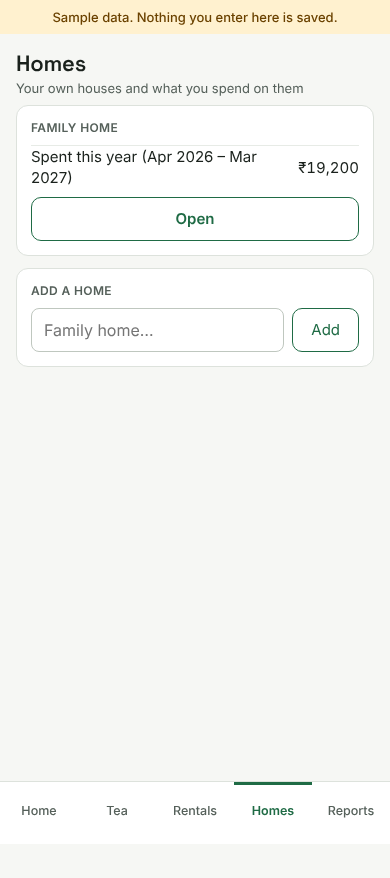 Sample data. Nothing you enter here is saved.
Homes
Your own houses and what you spend on them
FAMILY HOME
Spent this year (Apr 2026 – Mar 2027)
₹19,200
Open
ADD A HOME
Family home...
Add
Home
Tea
Rentals
Homes
Reports